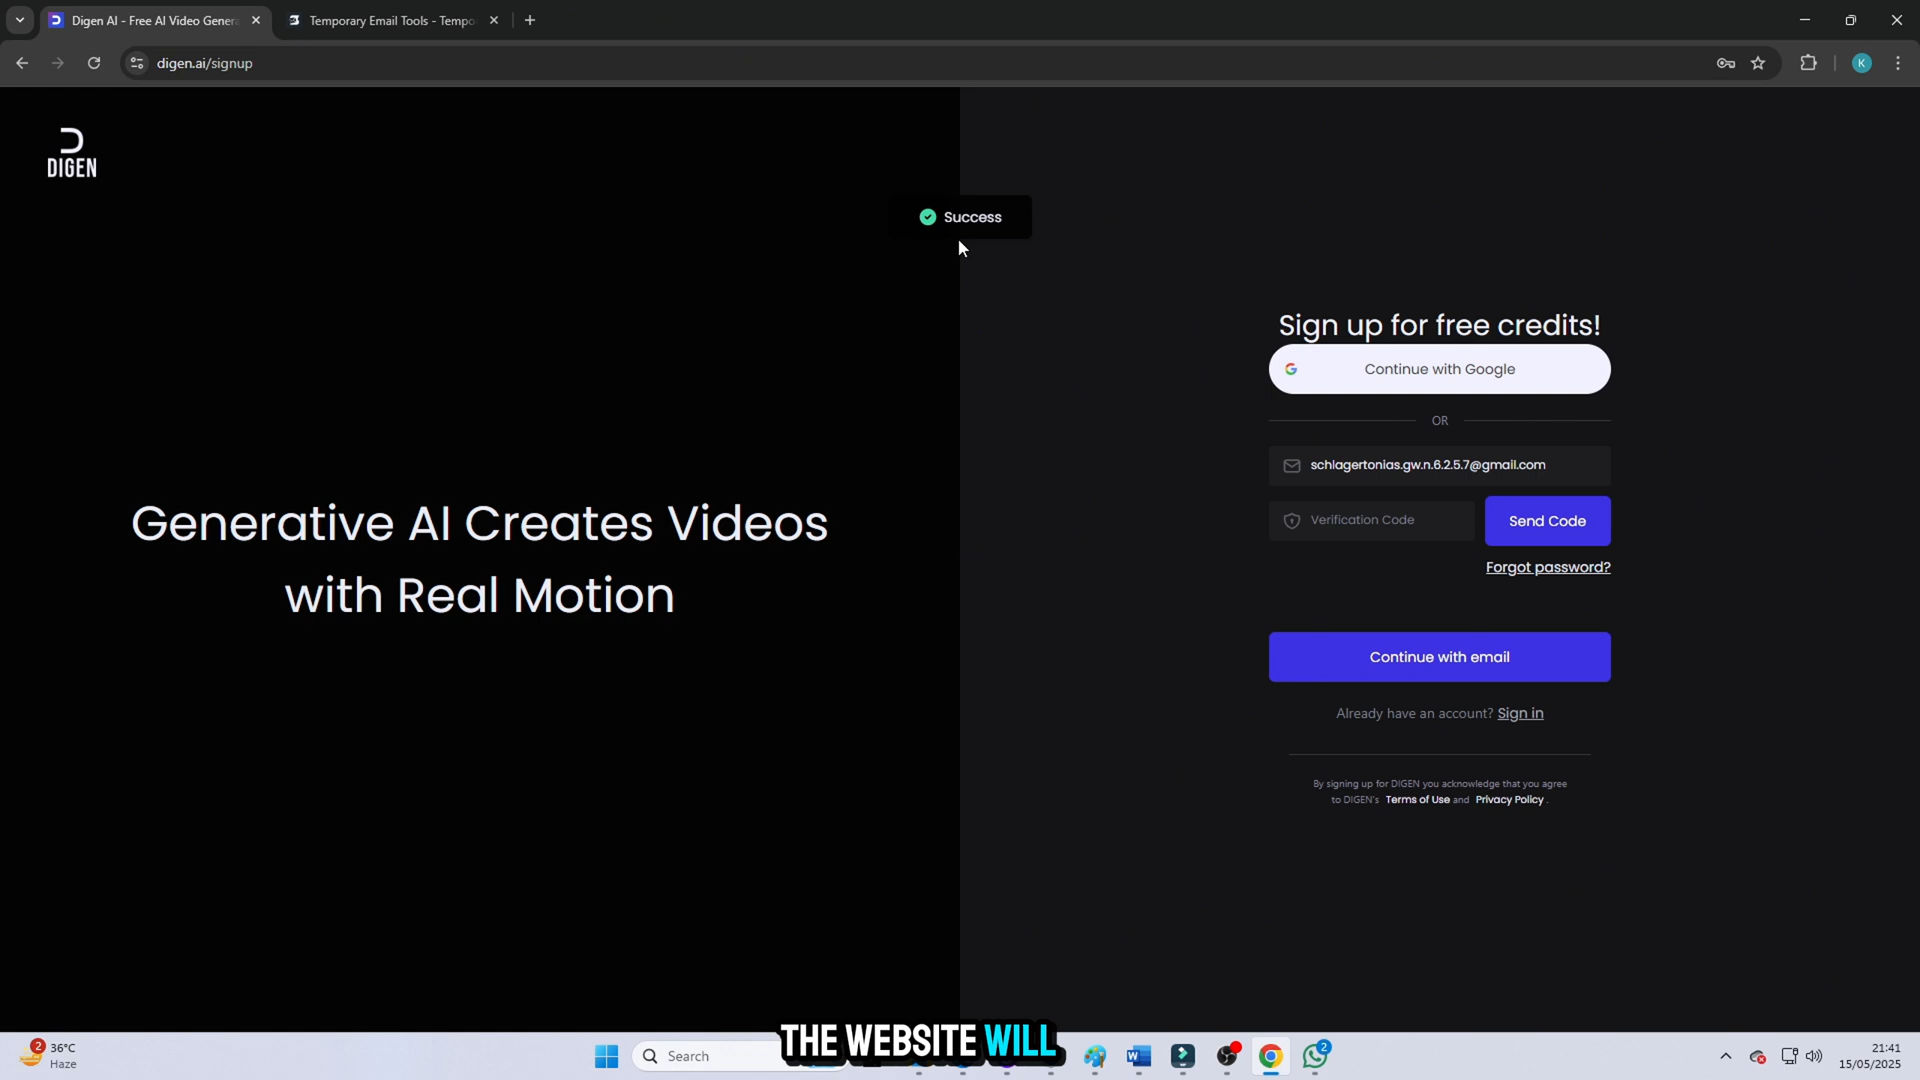 Digen AI - Free AI Video Genera
Temporary Email Tools - Tempo
digen.ai/signup
K
DIGEN
Success
Sign up for free credits!
G Continue with Google
OR
schlagertonias.gw.n.6.2.5.7@gmail.com
Verification Code
Send Code
Forgot password?
Generative AI Creates Videos
with Real Motion
Continue with email
Already have an account? Sign in
By signing up for DIGEN you acknowledge that you agree
to DIGEN's Terms of Use and Privacy Policy .
THE WEBSITE WILL
2
36°C
Haze
Search
W
2
21:41
15/05/2025